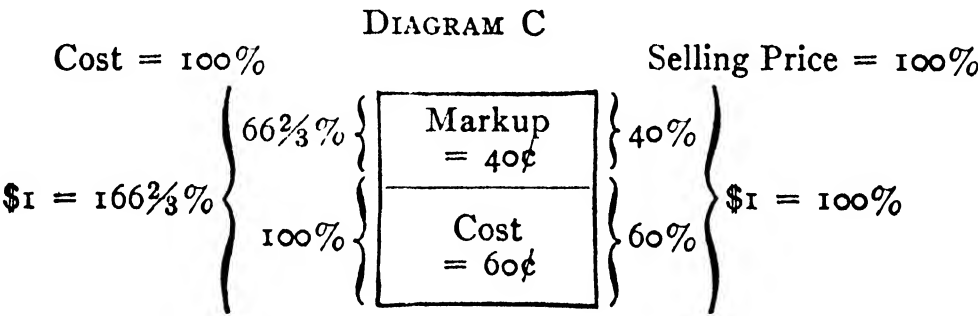 DIAGRAM C
Cost = 100% Selling Price = 100%
66⅔% Markup 40%
= 40¢
$1 = 166⅔% $1 = 100%
100% Cost 60%
= 60¢